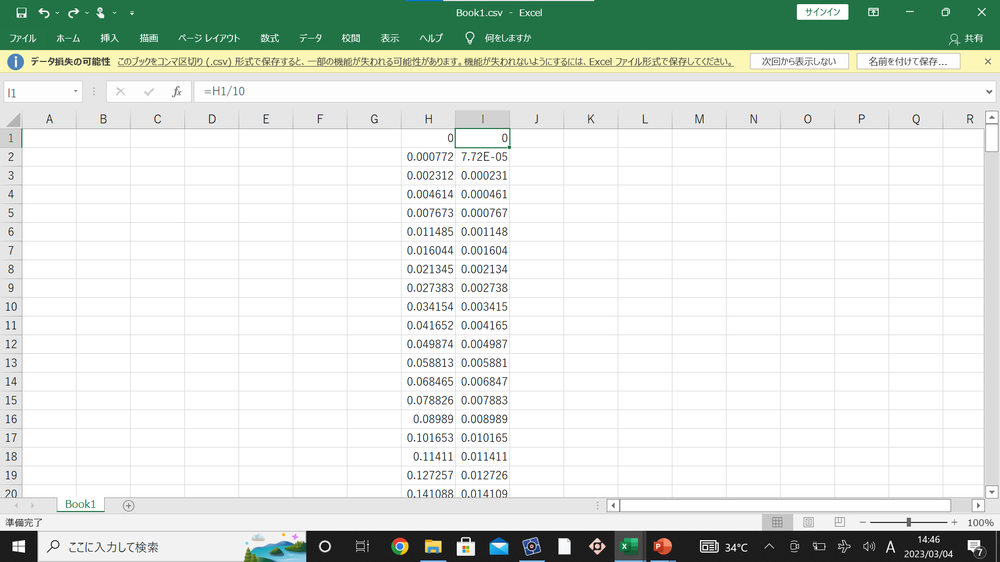 Book1.csv - Excel
サインイン
ファイル ホーム 挿入 描画 ページ レイアウト 数式 データ 校閲 表示 ヘルプ 何をしますか 共有
データ損失の可能性 このブックをコンマ区切り (.csv) 形式で保存すると、一部の機能が失われる可能性があります。機能が失われないようにするには、Excel ファイル形式で保存してください。 次回から表示しない 名前を付けて保存...
I1 fx =H1/10
A B C D E F G H I J K L M N O P Q R
1 0 0
2 0.000772 7.72E-05
3 0.002312 0.000231
4 0.004614 0.000461
5 0.007673 0.000767
6 0.011485 0.001148
7 0.016044 0.001604
8 0.021345 0.002134
9 0.027383 0.002738
10 0.034154 0.003415
11 0.041652 0.004165
12 0.049874 0.004987
13 0.058813 0.005881
14 0.068465 0.006847
15 0.078826 0.007883
16 0.08989 0.008989
17 0.101653 0.010165
18 0.11411 0.011411
19 0.127257 0.012726
20 0.141088 0.014109
Book1
準備完了 100%
ここに入力して検索 34°C A 14:46
2023/03/04 7